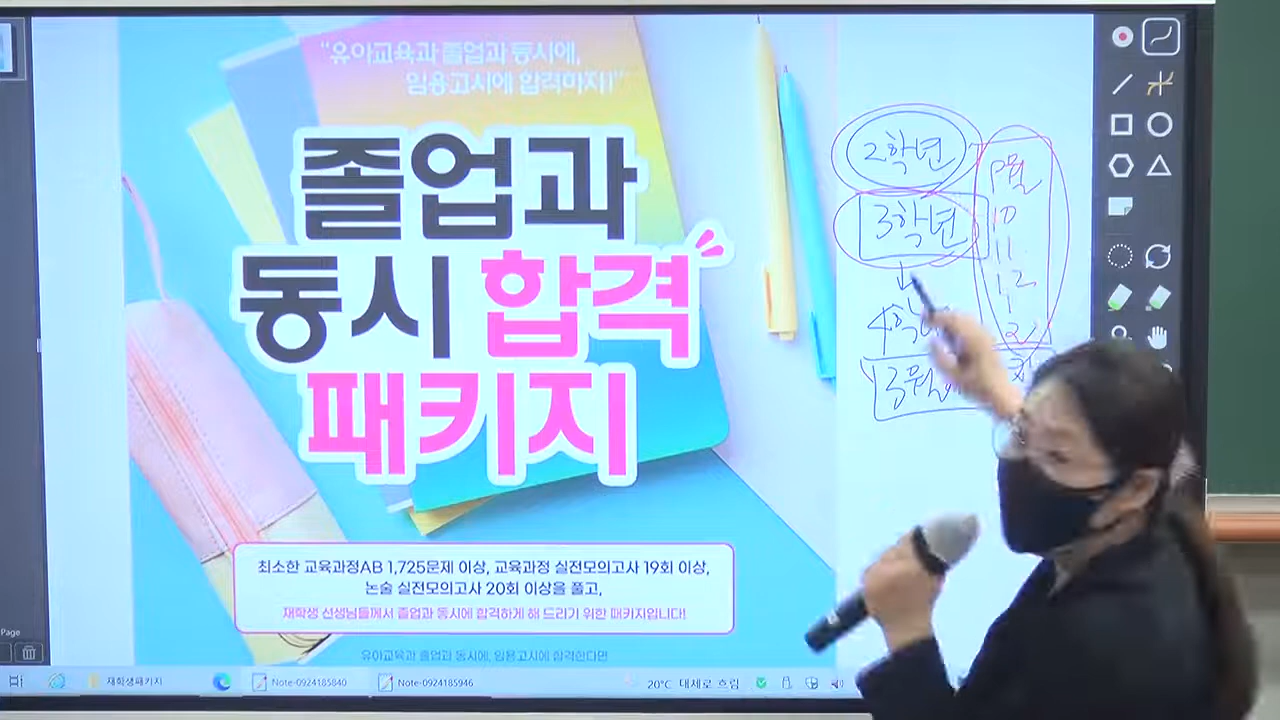 "유아교육과 졸업과 동시에,
임용고시에 합격하자!"
졸업과
동시 합격
패키지
최소한 교육과정AB 1,725문제 이상, 교육과정 실전모의고사 19회 이상,
논술 실전모의고사 20회 이상을 풀고,
재학생 선생님들께서 졸업과 동시에 합격하게 해 드리기 위한 패키지입니다!
유아교육과 졸업과 동시에, 임용고시에 합격한다면
2학년
3학년
4학년
3월
10
11
12
1
2
Page
재학생패키지
Note-0924185840
Note-0924185946
20°C 대체로 흐림